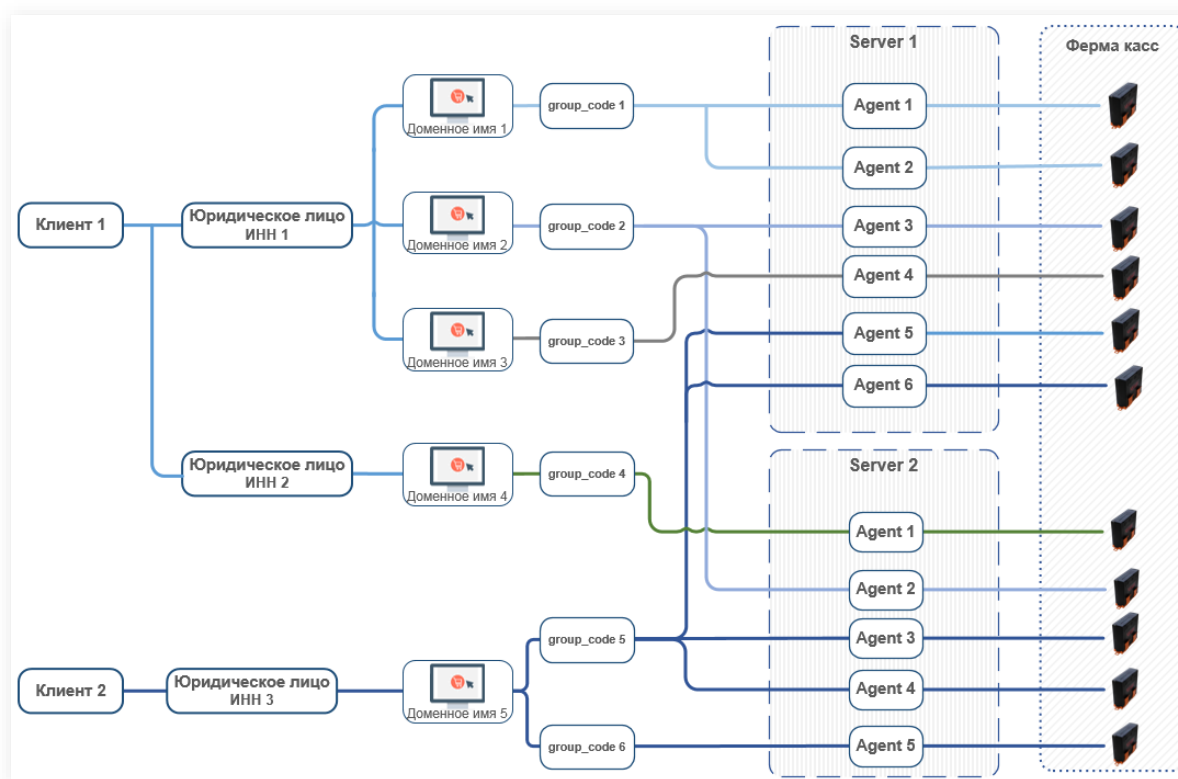 Server 1
Ферма касс
Доменное имя 1
group_code 1
Agent 1
Agent 2
Клиент 1
Юридическое лицо
ИНН 1
Доменное имя 2
group_code 2
Agent 3
Agent 4
Доменное имя 3
group_code 3
Agent 5
Agent 6
Юридическое лицо
ИНН 2
Доменное имя 4
group_code 4
Server 2
Agent 1
Agent 2
group_code 5
Agent 3
Клиент 2
Юридическое лицо
ИНН 3
Доменное имя 5
Agent 4
group_code 6
Agent 5